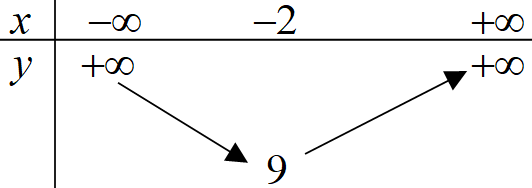 x −∞ −2 +∞
y +∞ +∞
9